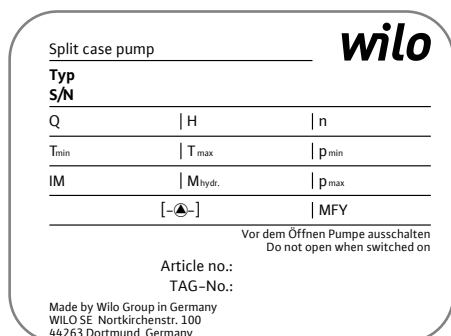 Split case pump
wilo
Typ
S/N
Q | H | n
Tmin | Tmax | pmin
IM | Mhydr. | pmax
[- -] | MFY
Vor dem Öffnen Pumpe ausschalten
Do not open when switched on
Article no.:
TAG-No.:
Made by Wilo Group in Germany
WILO SE Nortkirchenstr. 100
44263 Dortmund Germany